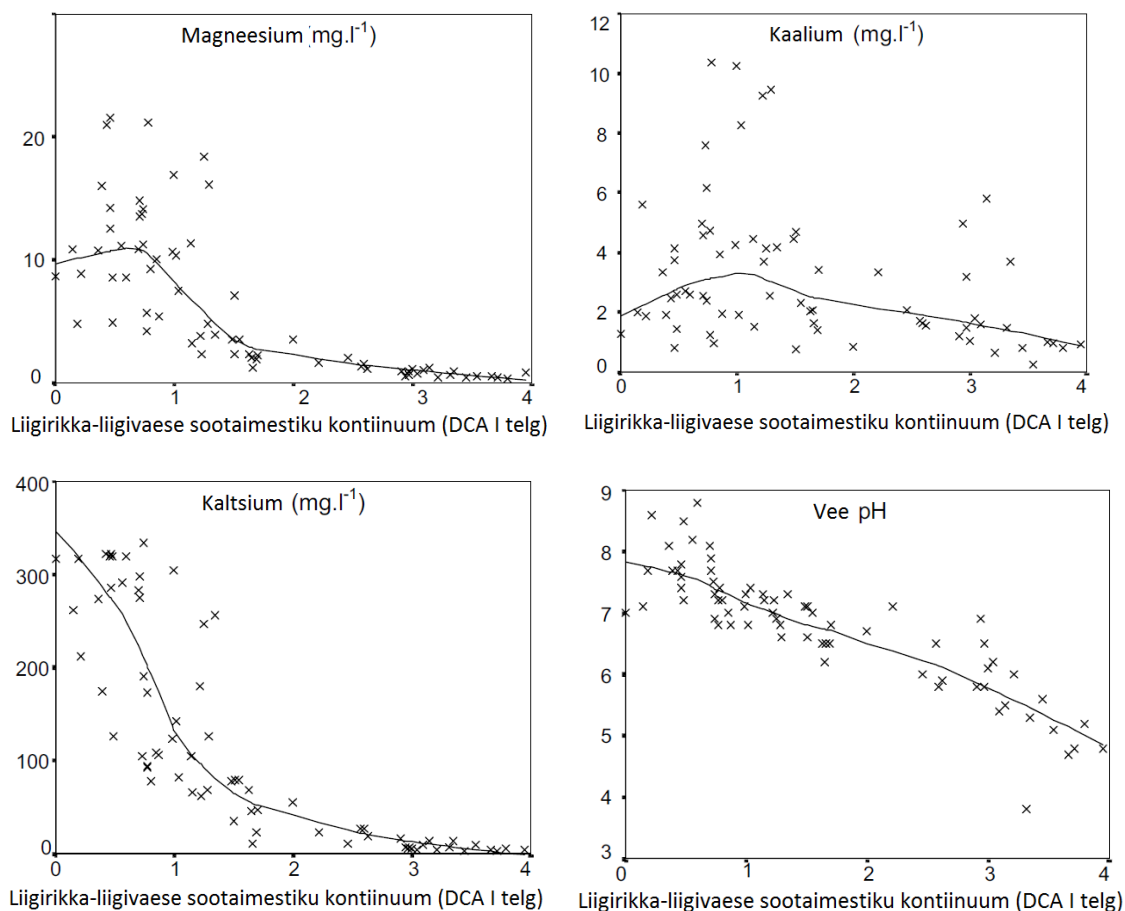 Magneesium (mg.l⁻¹)
20
10
0
0 1 2 3 4
Liigirikka-liigivaese sootaimestiku kontiinuum (DCA I telg)
Kaalium (mg.l⁻¹)
12
10
8
6
4
2
0
0 1 2 3 4
Liigirikka-liigivaese sootaimestiku kontiinuum (DCA I telg)
Kaltsium (mg.l⁻¹)
400
300
200
100
0
0 1 2 3 4
Liigirikka-liigivaese sootaimestiku kontiinuum (DCA I telg)
Vee pH
9
8
7
6
5
4
3
0 1 2 3 4
Liigirikka-liigivaese sootaimestiku kontiinuum (DCA I telg)